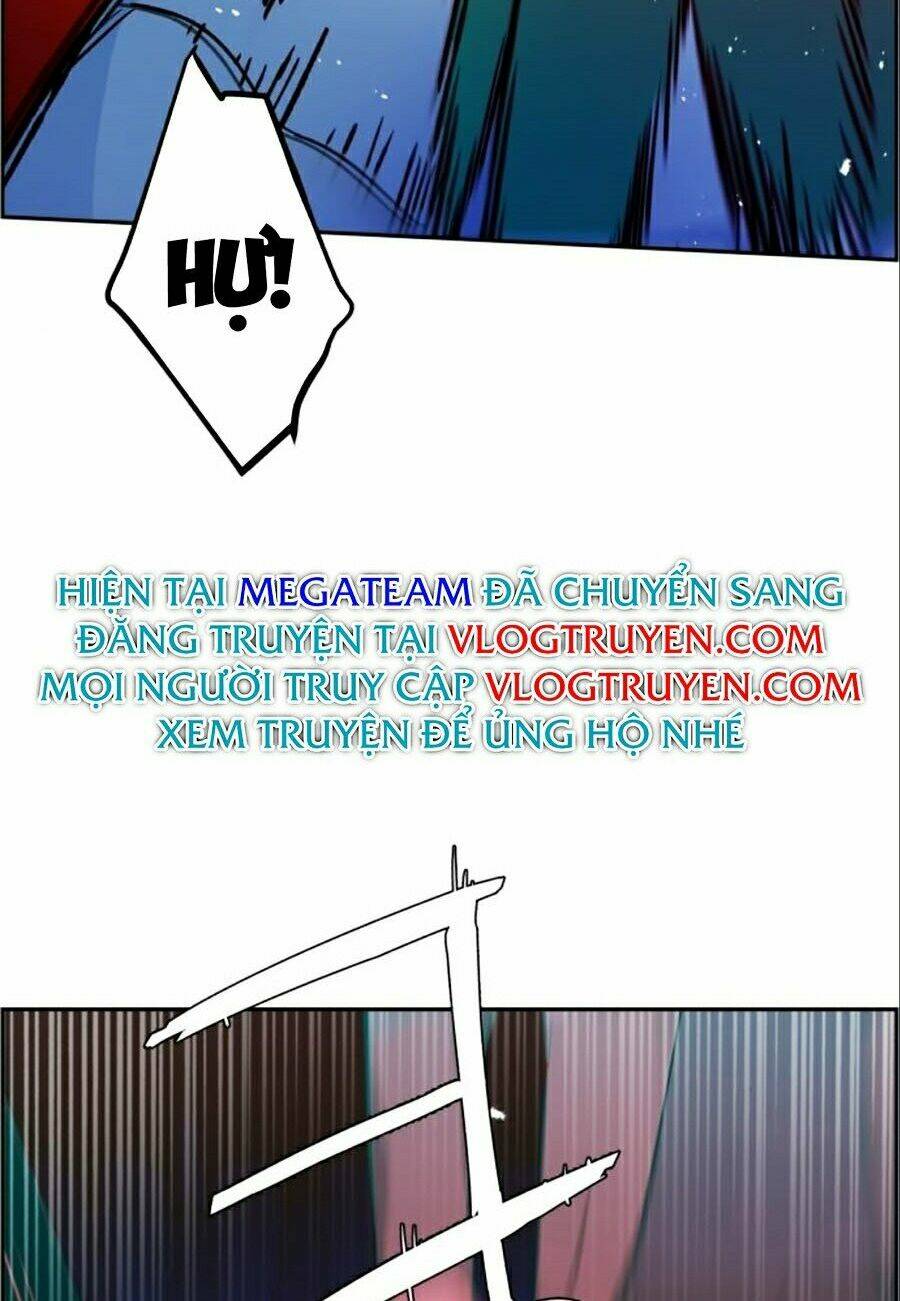 HỰ!
HIỆN TẠI MEGATEAM ĐÃ CHUYỂN SANG
ĐĂNG TRUYỆN TẠI VLOGTRUYEN.COM
MỌI NGƯỜI TRUY CẬP VLOGTRUYEN.COM
XEM TRUYỆN ĐỂ ỦNG HỘ NHÉ